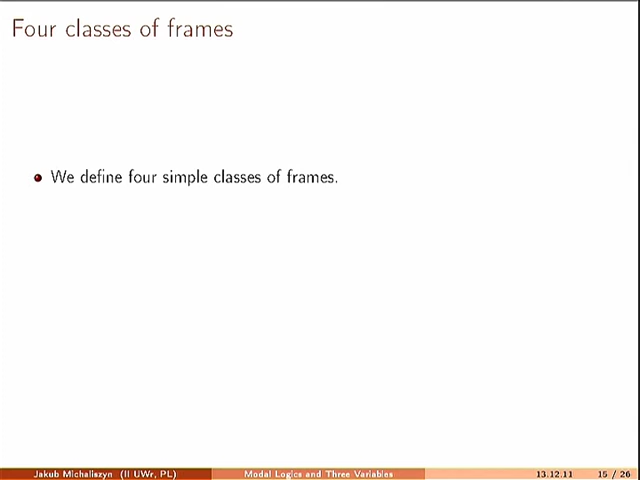 Four classes of frames
We define four simple classes of frames.
Jakub Michaliszyn (II UWr, PL) Modal Logics and Three Variables 13.12.11 15 / 26